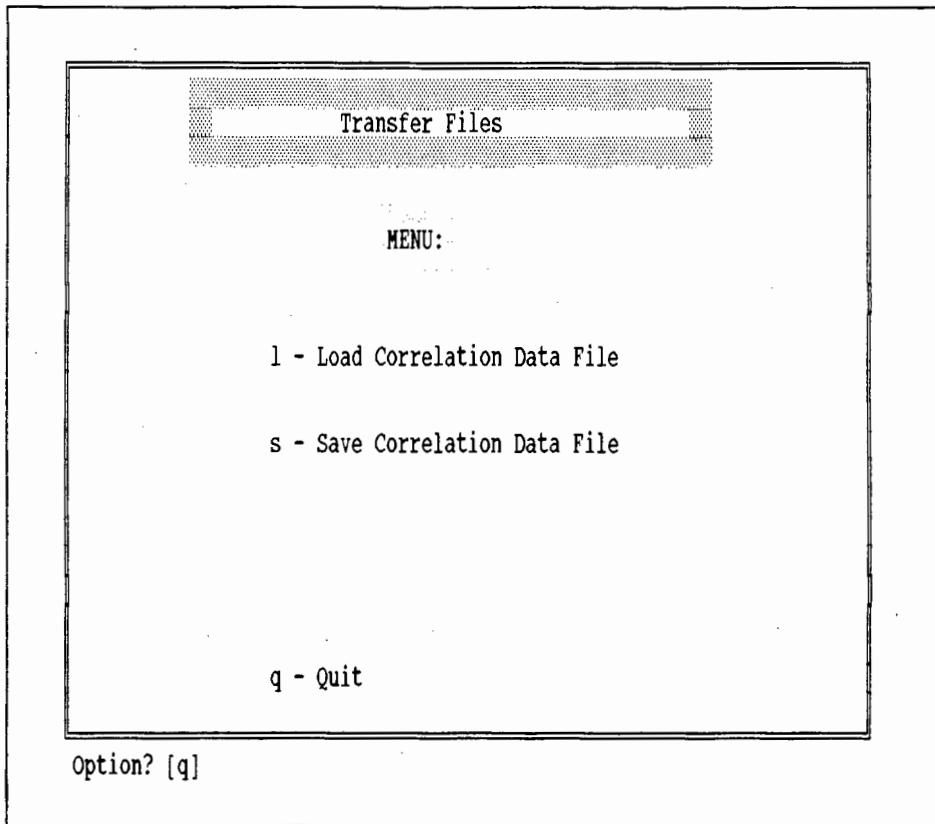 Transfer Files
MENU:
l - Load Correlation Data File
s - Save Correlation Data File
q - Quit
Option? [q]